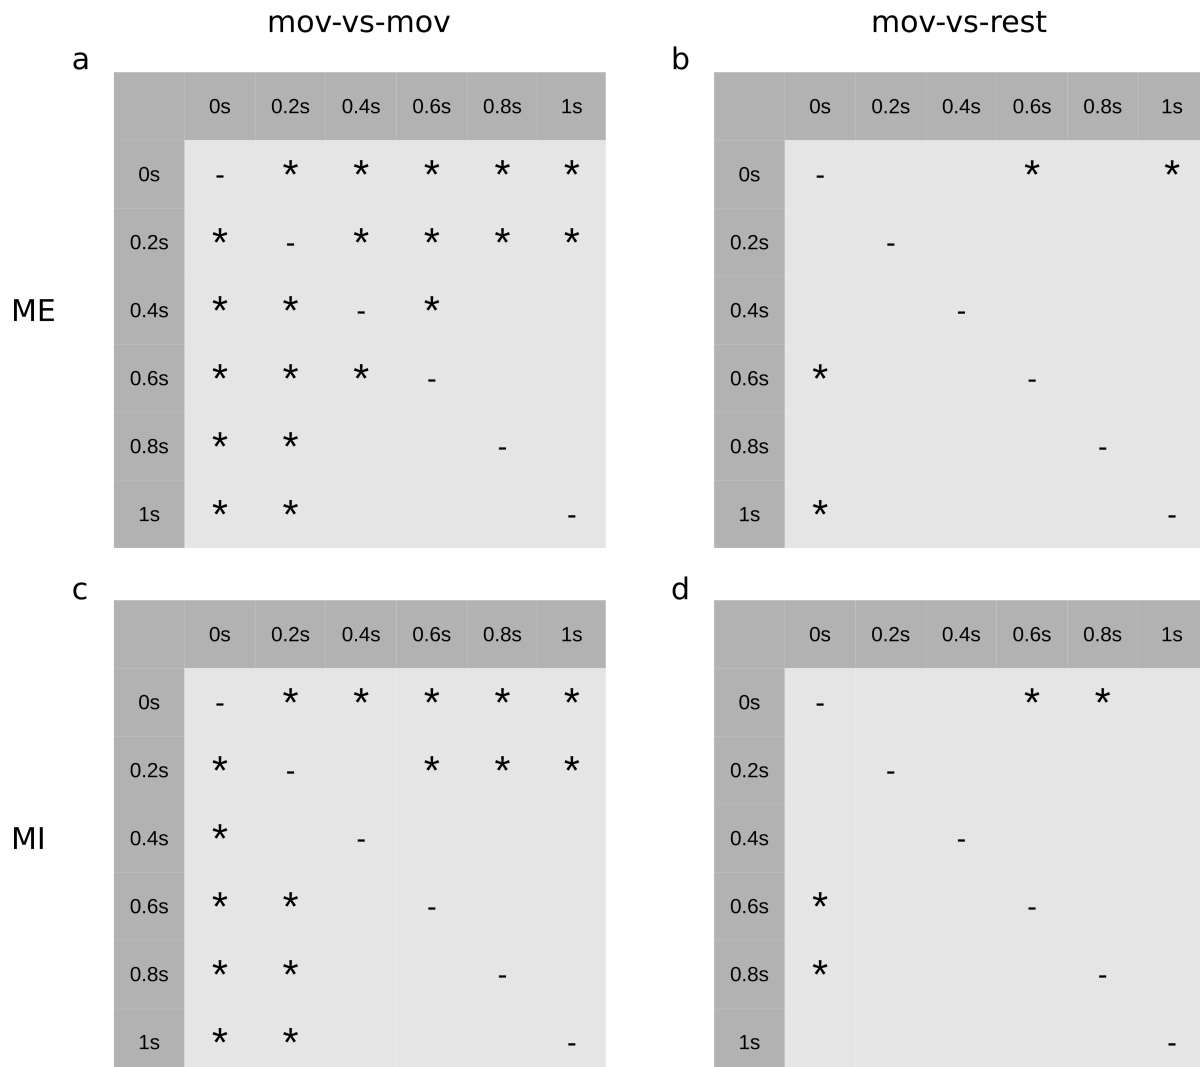 mov-vs-mov mov-vs-rest
a b
0s 0.2s 0.4s 0.6s 0.8s 1s 0s 0.2s 0.4s 0.6s 0.8s 1s
0s - * * * * * 0s - * *
0.2s * - * * * * 0.2s -
ME 0.4s * * - * 0.4s -
0.6s * * * - 0.6s * -
0.8s * * - 0.8s -
1s * * - 1s * -
c d
0s 0.2s 0.4s 0.6s 0.8s 1s 0s 0.2s 0.4s 0.6s 0.8s 1s
0s - * * * * * 0s - * *
0.2s * - * * * 0.2s -
MI 0.4s * - 0.4s -
0.6s * * - 0.6s * -
0.8s * * - 0.8s * -
1s * * - 1s -